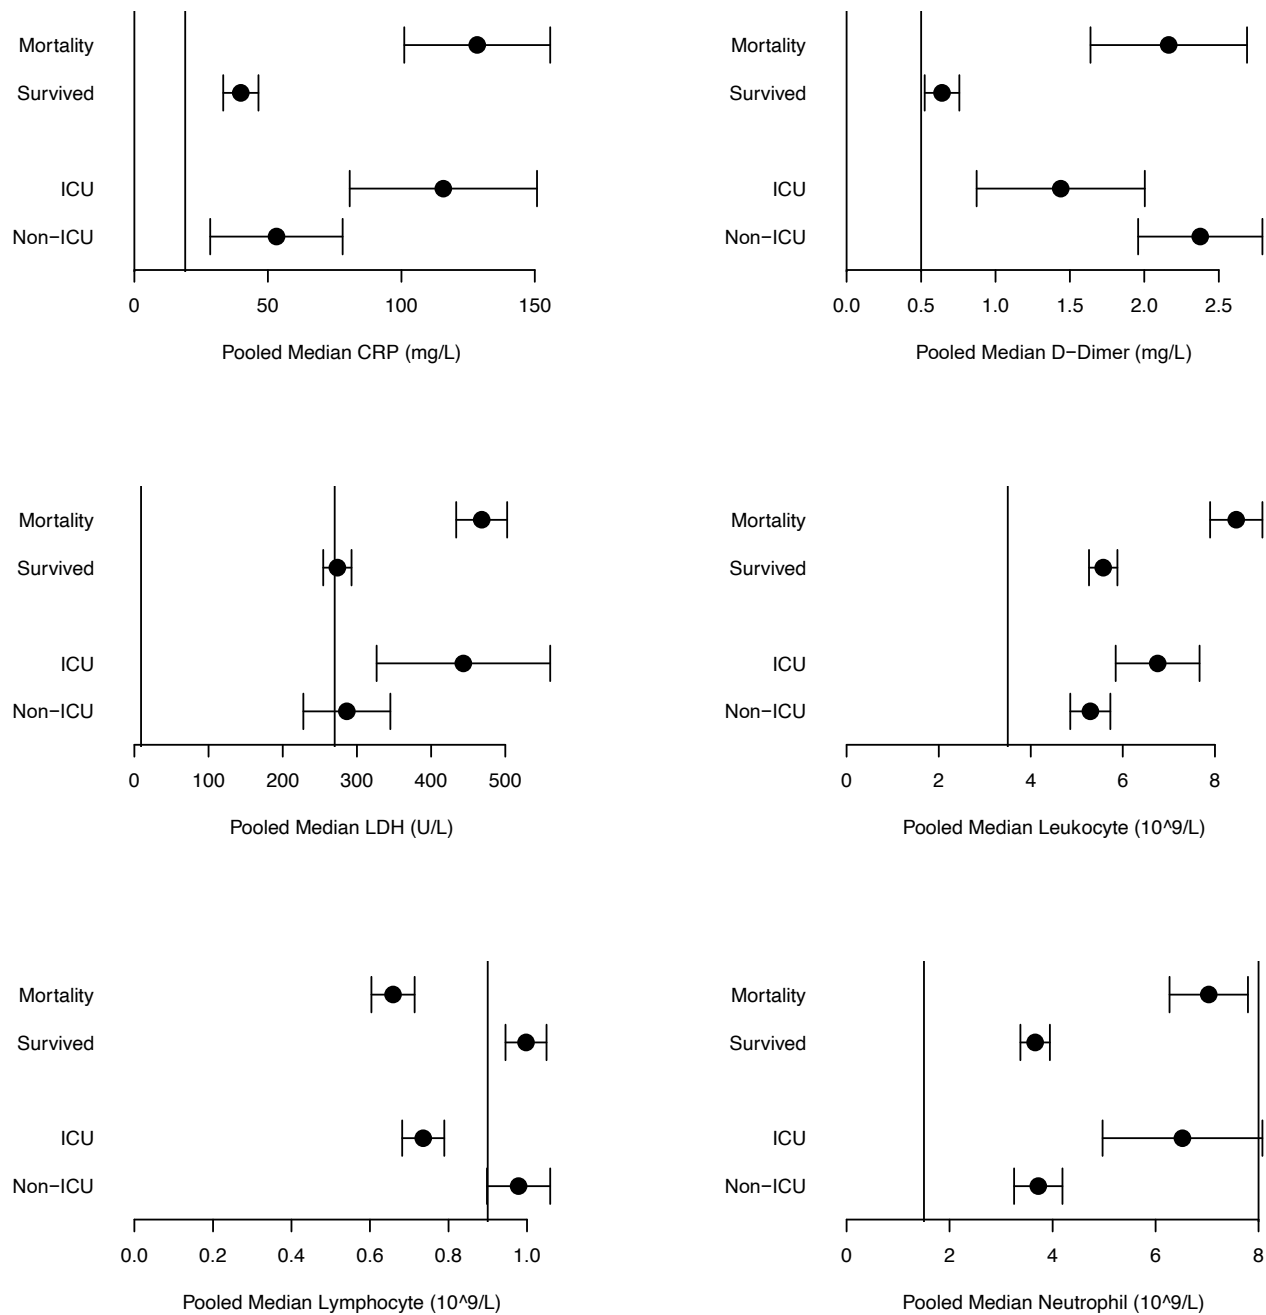 Mortality
Survived
ICU
Non−ICU
0 50 100 150
Pooled Median CRP (mg/L)
Mortality
Survived
ICU
Non−ICU
0.0 0.5 1.0 1.5 2.0 2.5
Pooled Median D−Dimer (mg/L)
Mortality
Survived
ICU
Non−ICU
0 100 200 300 400 500
Pooled Median LDH (U/L)
Mortality
Survived
ICU
Non−ICU
0 2 4 6 8
Pooled Median Leukocyte (10^9/L)
Mortality
Survived
ICU
Non−ICU
0.0 0.2 0.4 0.6 0.8 1.0
Pooled Median Lymphocyte (10^9/L)
Mortality
Survived
ICU
Non−ICU
0 2 4 6 8
Pooled Median Neutrophil (10^9/L)